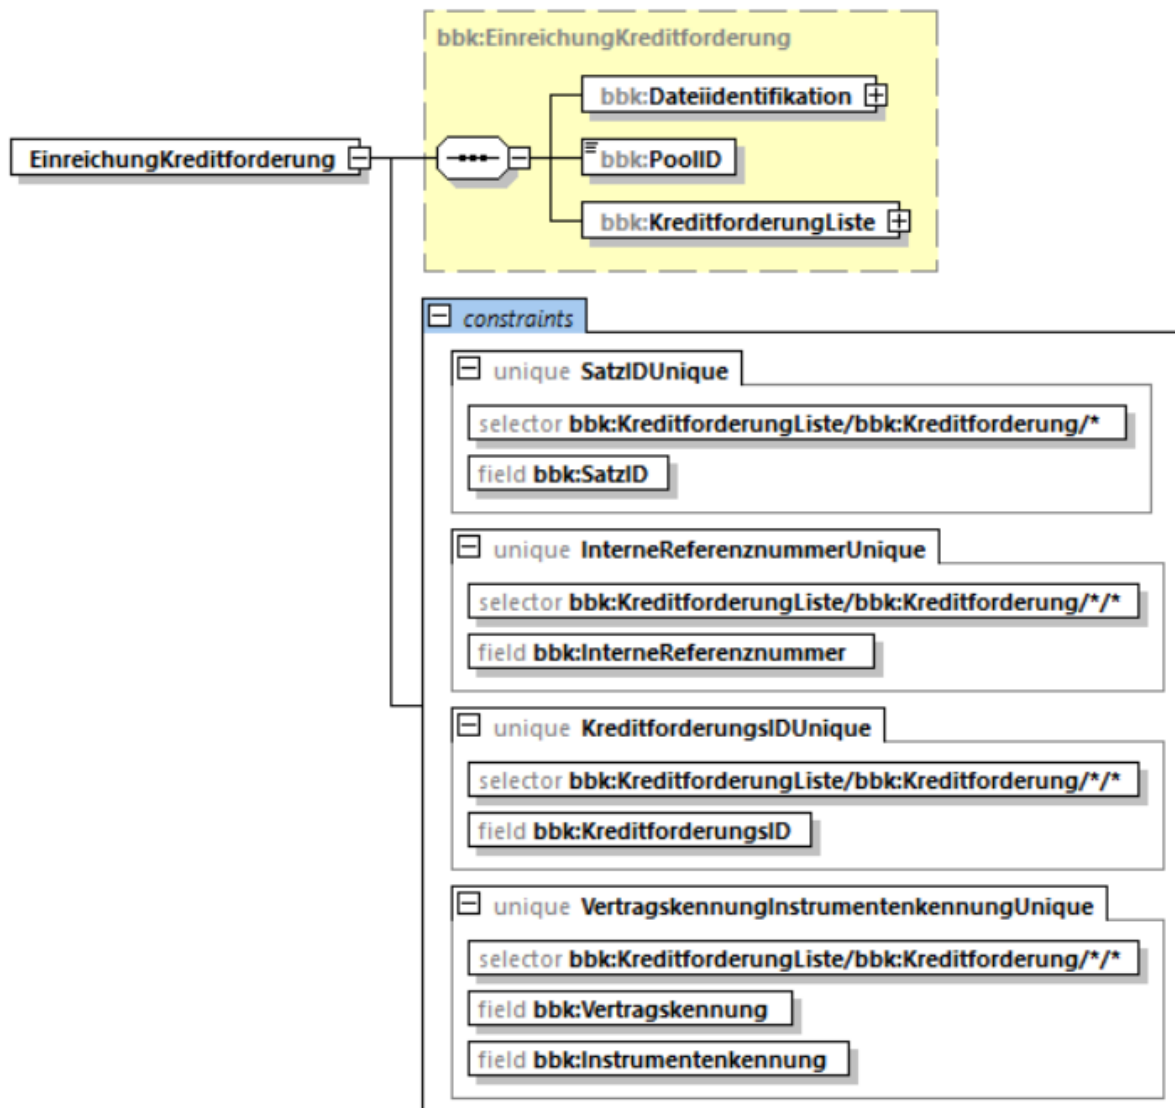 bbk:EinreichungKreditforderung
bbk:Dateiidentifikation
EinreichungKreditforderung
bbk:PoolID
bbk:KreditforderungListe
constraints
unique SatzIDUnique
selector bbk:KreditforderungListe/bbk:Kreditforderung/*
field bbk:SatzID
unique InterneReferenznummerUnique
selector bbk:KreditforderungListe/bbk:Kreditforderung/*/*
field bbk:InterneReferenznummer
unique KreditforderungsIDUnique
selector bbk:KreditforderungListe/bbk:Kreditforderung/*/*
field bbk:KreditforderungsID
unique VertragskennungInstrumentenkennungUnique
selector bbk:KreditforderungListe/bbk:Kreditforderung/*/*
field bbk:Vertragskennung
field bbk:Instrumentenkennung